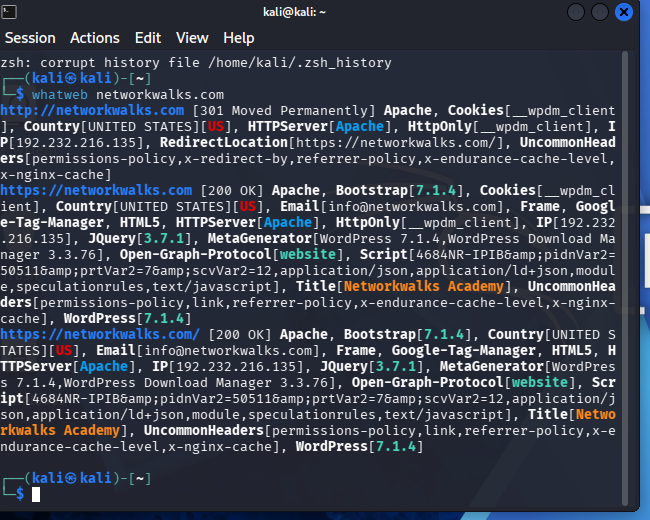 kali@kali: ~
Session Actions Edit View Help
zsh: corrupt history file /home/kali/.zsh_history
┌──(kali㉿kali)-[~]
└─$ whatweb networkwalks.com
http://networkwalks.com [301 Moved Permanently] Apache, Cookies[__wpdm_client
], Country[UNITED STATES][US], HTTPServer[Apache], HttpOnly[__wpdm_client], I
P[192.232.216.135], RedirectLocation[https://networkwalks.com/], UncommonHead
ers[permissions-policy,x-redirect-by,referrer-policy,x-endurance-cache-level,
x-nginx-cache]
https://networkwalks.com [200 OK] Apache, Bootstrap[7.1.4], Cookies[__wpdm_cl
ient], Country[UNITED STATES][US], Email[info@networkwalks.com], Frame, Googl
e-Tag-Manager, HTML5, HTTPServer[Apache], HttpOnly[__wpdm_client], IP[192.232
.216.135], JQuery[3.7.1], MetaGenerator[WordPress 7.1.4,WordPress Download Ma
nager 3.3.76], Open-Graph-Protocol[website], Script[4684NR-IPIB&amp;pidnVar2=
50511&amp;prtVar2=7&amp;scvVar2=12,application/json,application/ld+json,modul
e,speculationrules,text/javascript], Title[Networkwalks Academy], UncommonHea
ders[permissions-policy,link,referrer-policy,x-endurance-cache-level,x-nginx-
cache], WordPress[7.1.4]
https://networkwalks.com/ [200 OK] Apache, Bootstrap[7.1.4], Country[UNITED S
TATES][US], Email[info@networkwalks.com], Frame, Google-Tag-Manager, HTML5, H
TTPServer[Apache], IP[192.232.216.135], JQuery[3.7.1], MetaGenerator[WordPres
s 7.1.4,WordPress Download Manager 3.3.76], Open-Graph-Protocol[website], Scr
ipt[4684NR-IPIB&amp;pidnVar2=50511&amp;prtVar2=7&amp;scvVar2=12,application/j
son,application/ld+json,module,speculationrules,text/javascript], Title[Netwo
rkwalks Academy], UncommonHeaders[permissions-policy,link,referrer-policy,x-e
ndurance-cache-level,x-nginx-cache], WordPress[7.1.4]
┌──(kali㉿kali)-[~]
└─$